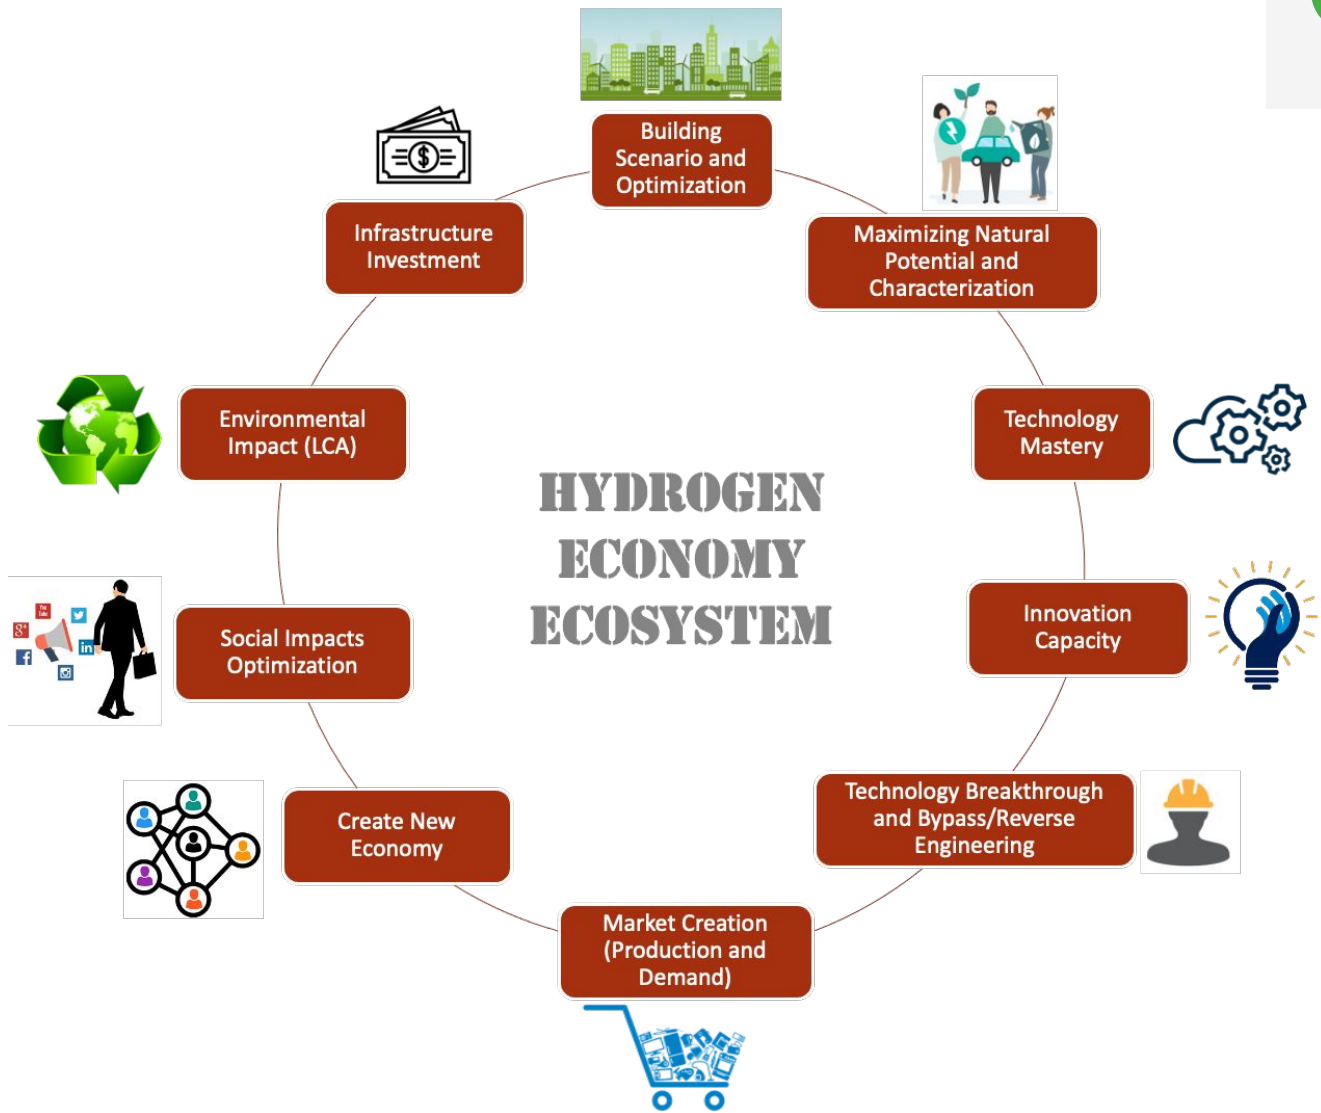 Building
Scenario and
Optimization
Maximizing Natural
Potential and
Characterization
Technology
Mastery
Innovation
Capacity
Technology Breakthrough
and Bypass/Reverse
Engineering
Market Creation
(Production and
Demand)
Create New
Economy
Social Impacts
Optimization
Environmental
Impact (LCA)
Infrastructure
Investment
HYDROGEN
ECONOMY
ECOSYSTEM